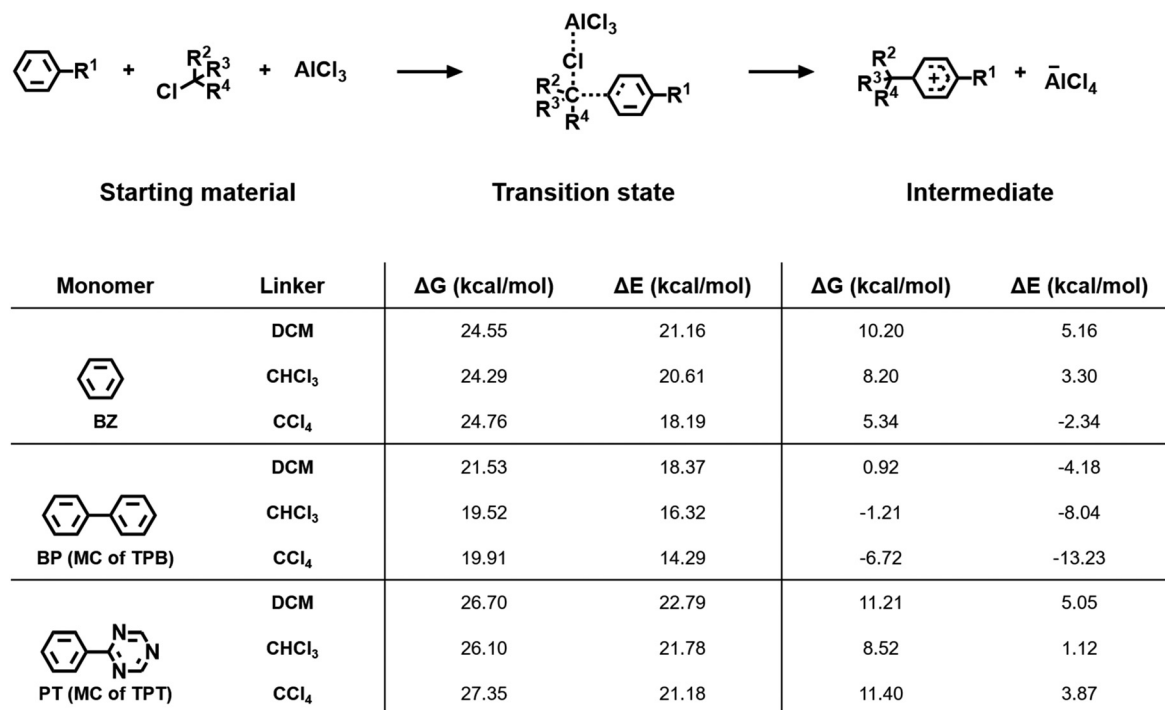 R¹ + Cl R² R³ R⁴ + AlCl₃
AlCl₃
Cl
R² R³ C R⁴ R¹
R³ R² R⁴ + R¹ + ĀlCl₄
Starting material Transition state Intermediate
Monomer Linker ΔG (kcal/mol) ΔE (kcal/mol) ΔG (kcal/mol) ΔE (kcal/mol)
DCM 24.55 21.16 10.20 5.16
CHCl₃ 24.29 20.61 8.20 3.30
BZ CCl₄ 24.76 18.19 5.34 -2.34
DCM 21.53 18.37 0.92 -4.18
CHCl₃ 19.52 16.32 -1.21 -8.04
BP (MC of TPB) CCl₄ 19.91 14.29 -6.72 -13.23
DCM 26.70 22.79 11.21 5.05
N N N CHCl₃ 26.10 21.78 8.52 1.12
PT (MC of TPT) CCl₄ 27.35 21.18 11.40 3.87